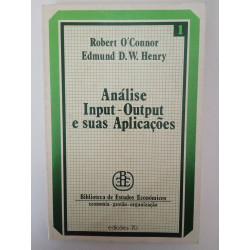 1
Robert O'Connor
Edmund D.W. Henry
Análise
Input-Output
e suas Aplicações
Biblioteca de Estudos Económicos
economia-gestão-organização
edições 70